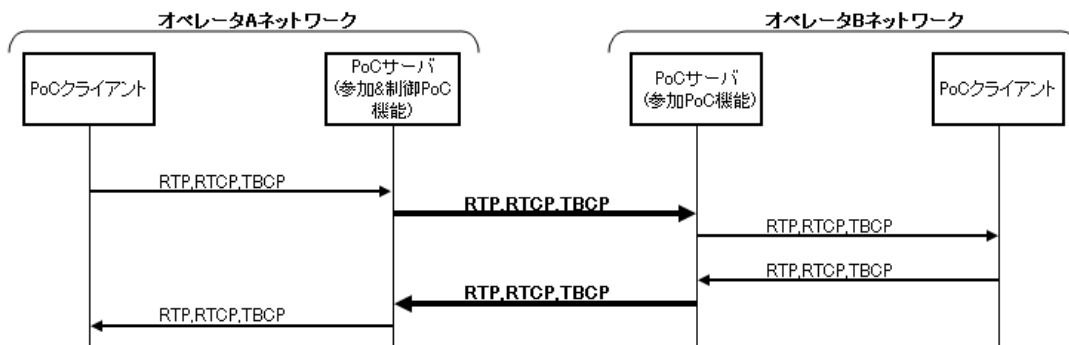 オペレータAネットワーク
オペレータBネットワーク
PoCクライアント
PoCサーバ
(参加&制御PoC
機能)
PoCサーバ
(参加PoC機能)
PoCクライアント
RTP,RTCP,TBCP
RTP,RTCP,TBCP
RTP,RTCP,TBCP
RTP,RTCP,TBCP
RTP,RTCP,TBCP
RTP,RTCP,TBCP